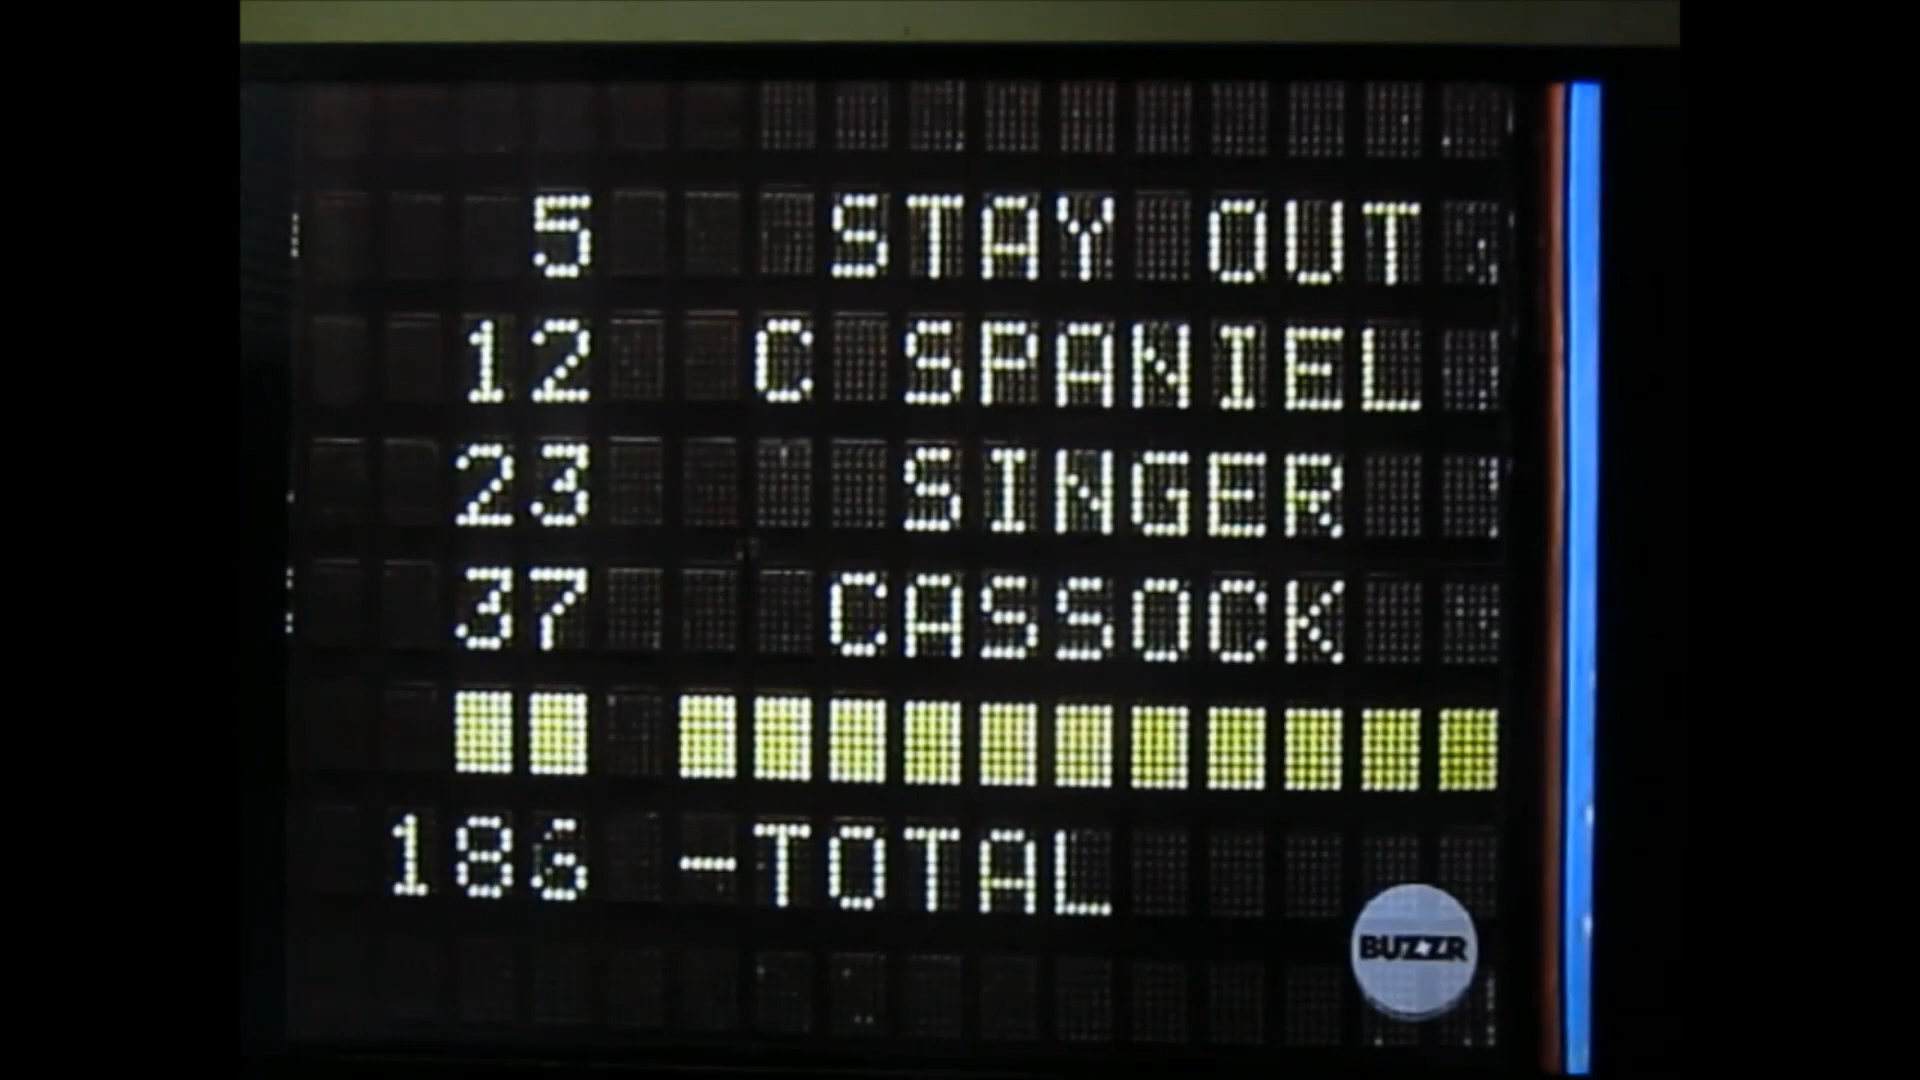 5 STAY OUT
12 C SPANIEL
23 SINGER
37 CASSOCK
186 -TOTAL
BUZZR